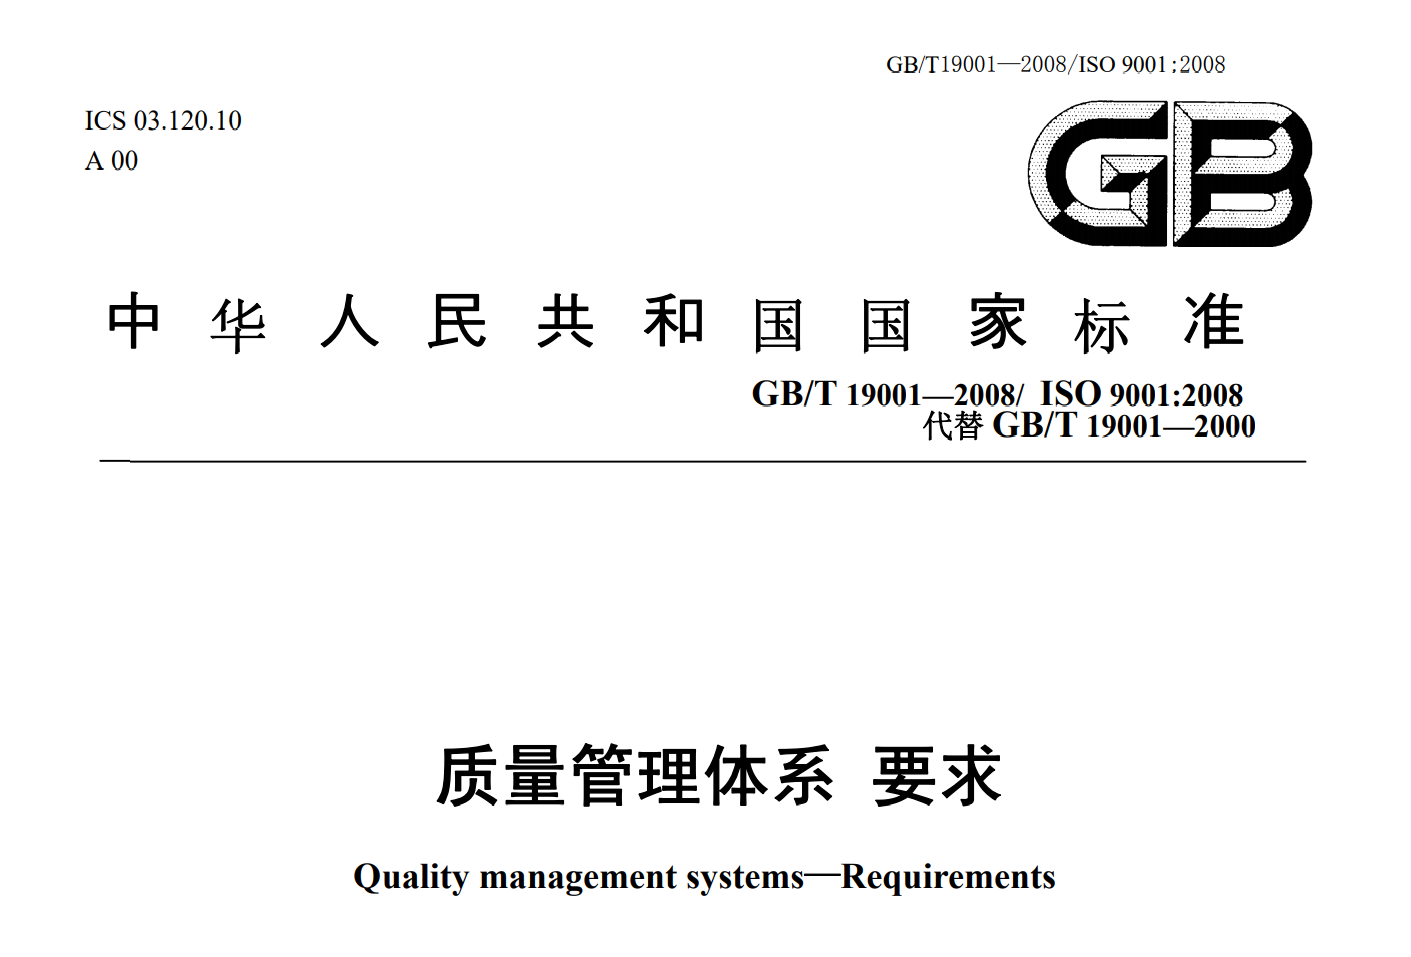 GB/T19001—2008/ISO 9001:2008
ICS 03.120.10
A 00
GB
中华人民共和国国家标准
GB/T 19001—2008/ ISO 9001:2008
代替 GB/T 19001—2000
质量管理体系 要求
Quality management systems—Requirements